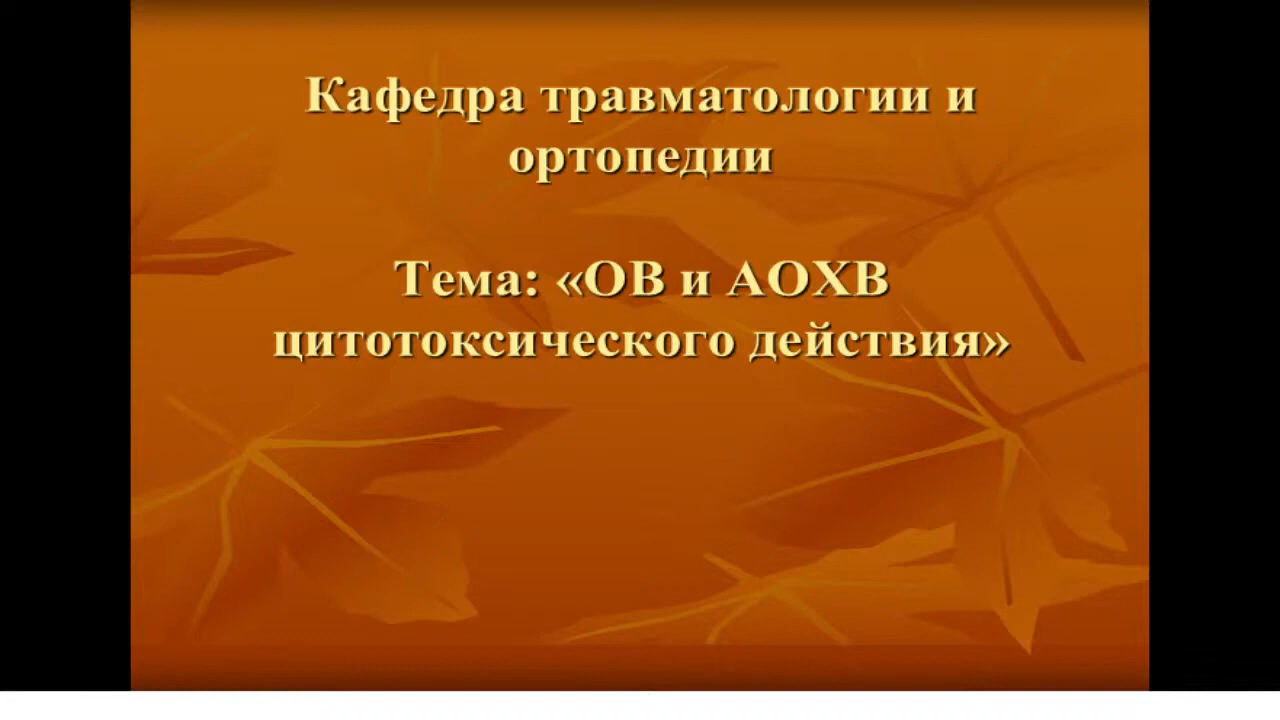 Кафедра травматологии и
ортопедии
Тема: «ОВ и АОХВ
цитотоксического действия»